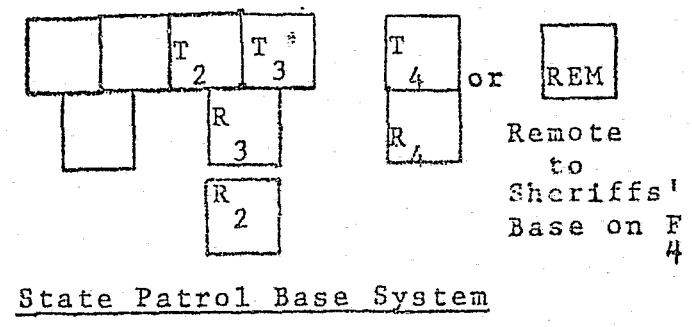 T 2 T 3 T 4 or REM
R 3 R 4 Remote
to
R 2 Sheriffs'
Base on F 4
State Patrol Base System